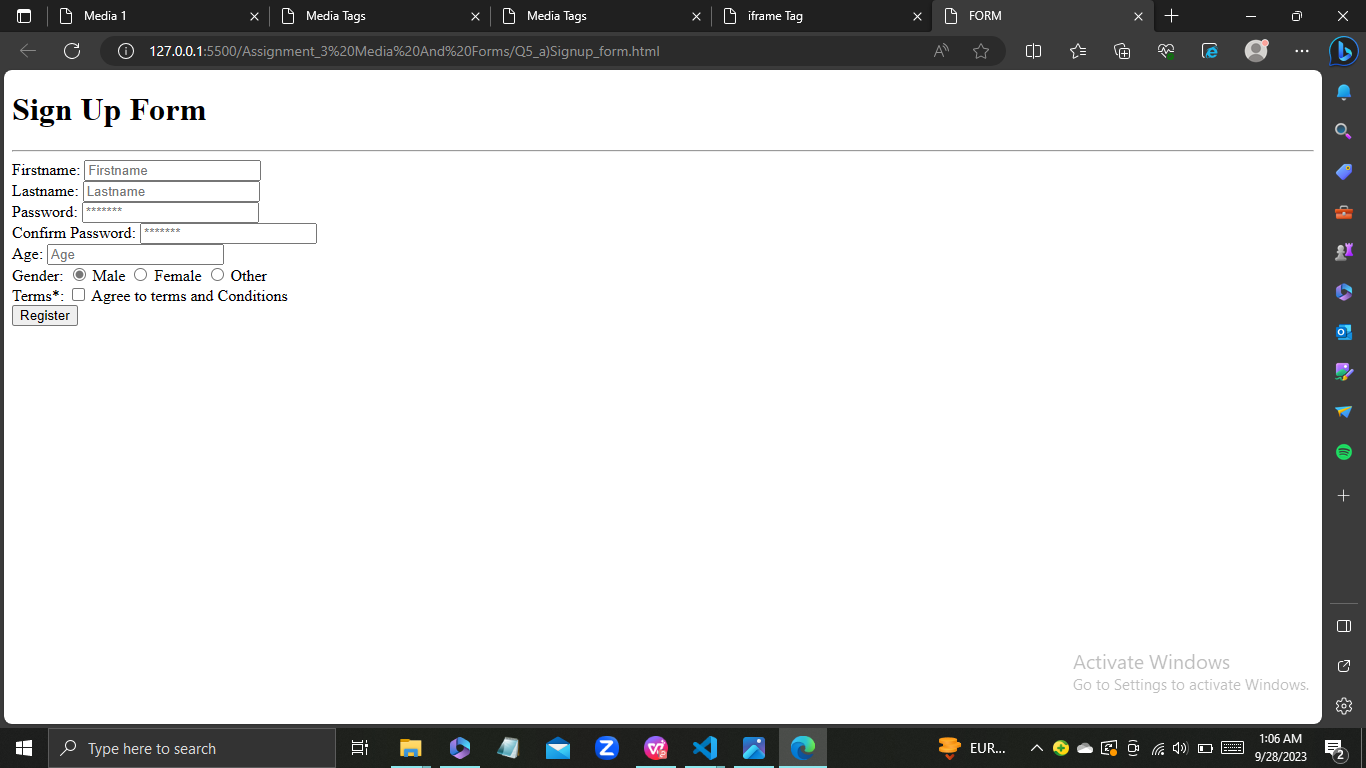 Media 1
Media Tags
Media Tags
iframe Tag
FORM
127.0.0.1:5500/Assignment_3%20Media%20And%20Forms/Q5_a)Signup_form.html
Sign Up Form
Firstname: Firstname
Lastname: Lastname
Password: *******
Confirm Password: *******
Age: Age
Gender: Male Female Other
Terms*: Agree to terms and Conditions
Register
Activate Windows
Go to Settings to activate Windows.
Type here to search
EUR...
1:06 AM
9/28/2023
2